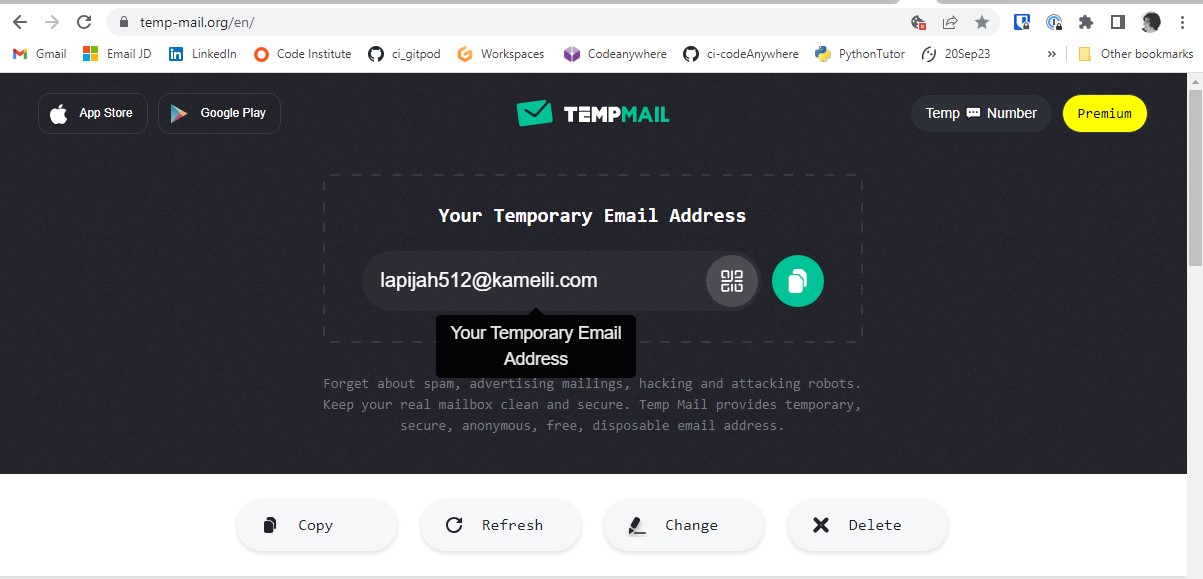 temp-mail.org/en/
Gmail Email JD LinkedIn Code Institute ci_gitpod Workspaces Codeanywhere ci-codeAnywhere PythonTutor 20Sep23 » Other bookmarks
App Store Google Play TEMPMAIL Temp Number Premium
Your Temporary Email Address
lapijah512@kameili.com
Your Temporary Email
Address
Forget about spam, advertising mailings, hacking and attacking robots.
Keep your real mailbox clean and secure. Temp Mail provides temporary,
secure, anonymous, free, disposable email address.
Copy Refresh Change Delete